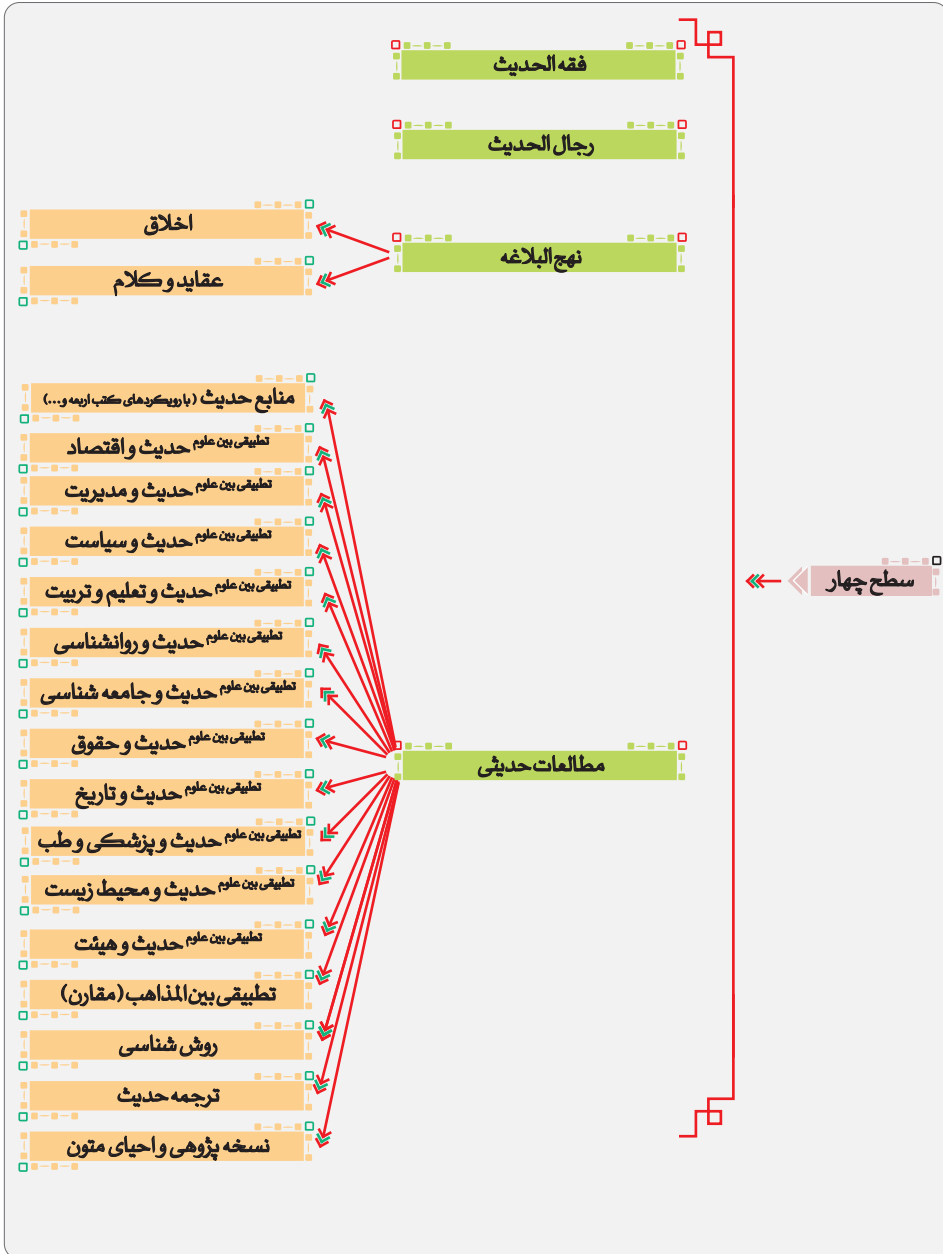 سطح چهار
فقه الحدیث
رجال الحدیث
نهج البلاغه
اخلاق
عقاید و کلام
مطالعات حدیثی
منابع حدیث (با رویکردهای کتب اربعه و...)
تطبیقی بین علوم حدیث و اقتصاد
تطبیقی بین علوم حدیث و مدیریت
تطبیقی بین علوم حدیث و سیاست
تطبیقی بین علوم حدیث و تعلیم و تربیت
تطبیقی بین علوم حدیث و روانشناسی
تطبیقی بین علوم حدیث و جامعه شناسی
تطبیقی بین علوم حدیث و حقوق
تطبیقی بین علوم حدیث و تاریخ
تطبیقی بین علوم حدیث و پزشکی و طب
تطبیقی بین علوم حدیث و محیط زیست
تطبیقی بین علوم حدیث و هیئت
تطبیقی بین المذاهب (مقارن)
روش شناسی
ترجمه حدیث
نسخه پژوهی و احیای متون